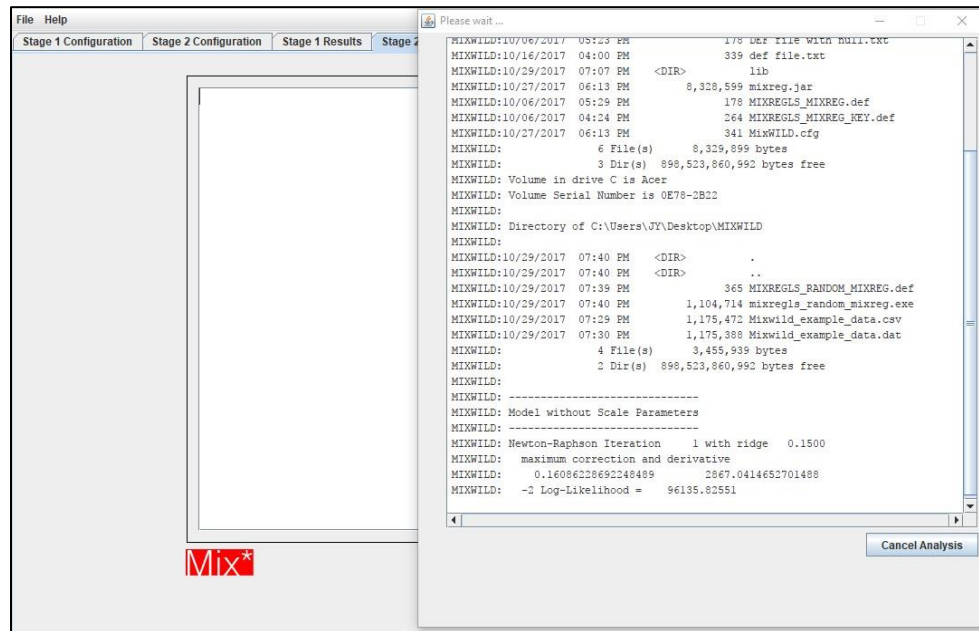 File Help
Stage 1 Configuration Stage 2 Configuration Stage 1 Results Stage 2
Please wait ...
MIXWILD:10/06/2017 05:23 PM 178 DEF file with null.txt
MIXWILD:10/16/2017 04:00 PM 339 def file.txt
MIXWILD:10/29/2017 07:07 PM <DIR> lib
MIXWILD:10/27/2017 06:13 PM 8,328,599 mixreg.jar
MIXWILD:10/06/2017 05:29 PM 178 MIXREGLS_MIXREG.def
MIXWILD:10/06/2017 04:24 PM 264 MIXREGLS_MIXREG_KEY.def
MIXWILD:10/27/2017 06:13 PM 341 MixWILD.cfg
MIXWILD: 6 File(s) 8,329,899 bytes
MIXWILD: 3 Dir(s) 898,523,860,992 bytes free
MIXWILD: Volume in drive C is Acer
MIXWILD: Volume Serial Number is 0E78-2B22
MIXWILD:
MIXWILD: Directory of C:\Users\JY\Desktop\MIXWILD
MIXWILD:
MIXWILD:10/29/2017 07:40 PM <DIR> .
MIXWILD:10/29/2017 07:40 PM <DIR> ..
MIXWILD:10/29/2017 07:39 PM 365 MIXREGLS_RANDOM_MIXREG.def
MIXWILD:10/29/2017 07:40 PM 1,104,714 mixregls_random_mixreg.exe
MIXWILD:10/29/2017 07:29 PM 1,175,472 Mixwild_example_data.csv
MIXWILD:10/29/2017 07:30 PM 1,175,388 Mixwild_example_data.dat
MIXWILD: 4 File(s) 3,455,939 bytes
MIXWILD: 2 Dir(s) 898,523,860,992 bytes free
MIXWILD:
MIXWILD: ------------------------------
MIXWILD: Model without Scale Parameters
MIXWILD: ------------------------------
MIXWILD: Newton-Raphson Iteration 1 with ridge 0.1500
MIXWILD: maximum correction and derivative
MIXWILD: 0.16086228692248489 2867.0414652701488
MIXWILD: -2 Log-Likelihood = 96135.82551
Cancel Analysis
Mix*